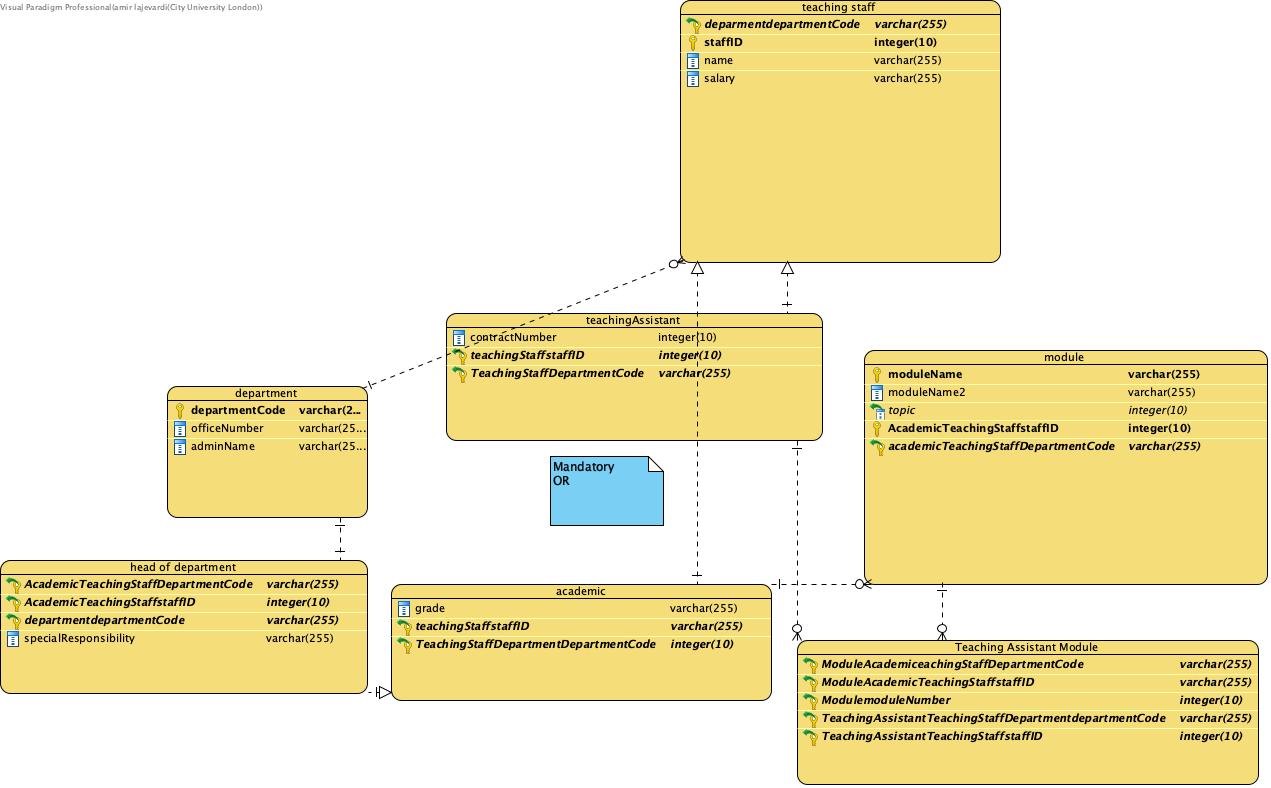 Visual Paradigm Professional(amir lajevardi(City University London))
teaching staff
deparmentdepartmentCode varchar(255)
staffID integer(10)
name varchar(255)
salary varchar(255)
teachingAssistant
contractNumber integer(10)
teachingStaffstaffID integer(10)
TeachingStaffDepartmentCode varchar(255)
module
moduleName varchar(255)
moduleName2 varchar(255)
topic integer(10)
AcademicTeachingStaffstaffID integer(10)
academicTeachingStaffDepartmentCode varchar(255)
department
departmentCode varchar(2...
officeNumber varchar(25...
adminName varchar(25...
Mandatory
OR
head of department
AcademicTeachingStaffDepartmentCode varchar(255)
AcademicTeachingStaffstaffID integer(10)
departmentdepartmentCode varchar(255)
specialResponsibility varchar(255)
academic
grade varchar(255)
teachingStaffstaffID varchar(255)
TeachingStaffDepartmentDepartmentCode integer(10)
Teaching Assistant Module
ModuleAcademiceachingStaffDepartmentCode varchar(255)
ModuleAcademicTeachingStaffstaffID varchar(255)
ModulemoduleNumber integer(10)
TeachingAssistantTeachingStaffDepartmentdepartmentCode varchar(255)
TeachingAssistantTeachingStaffstaffID integer(10)